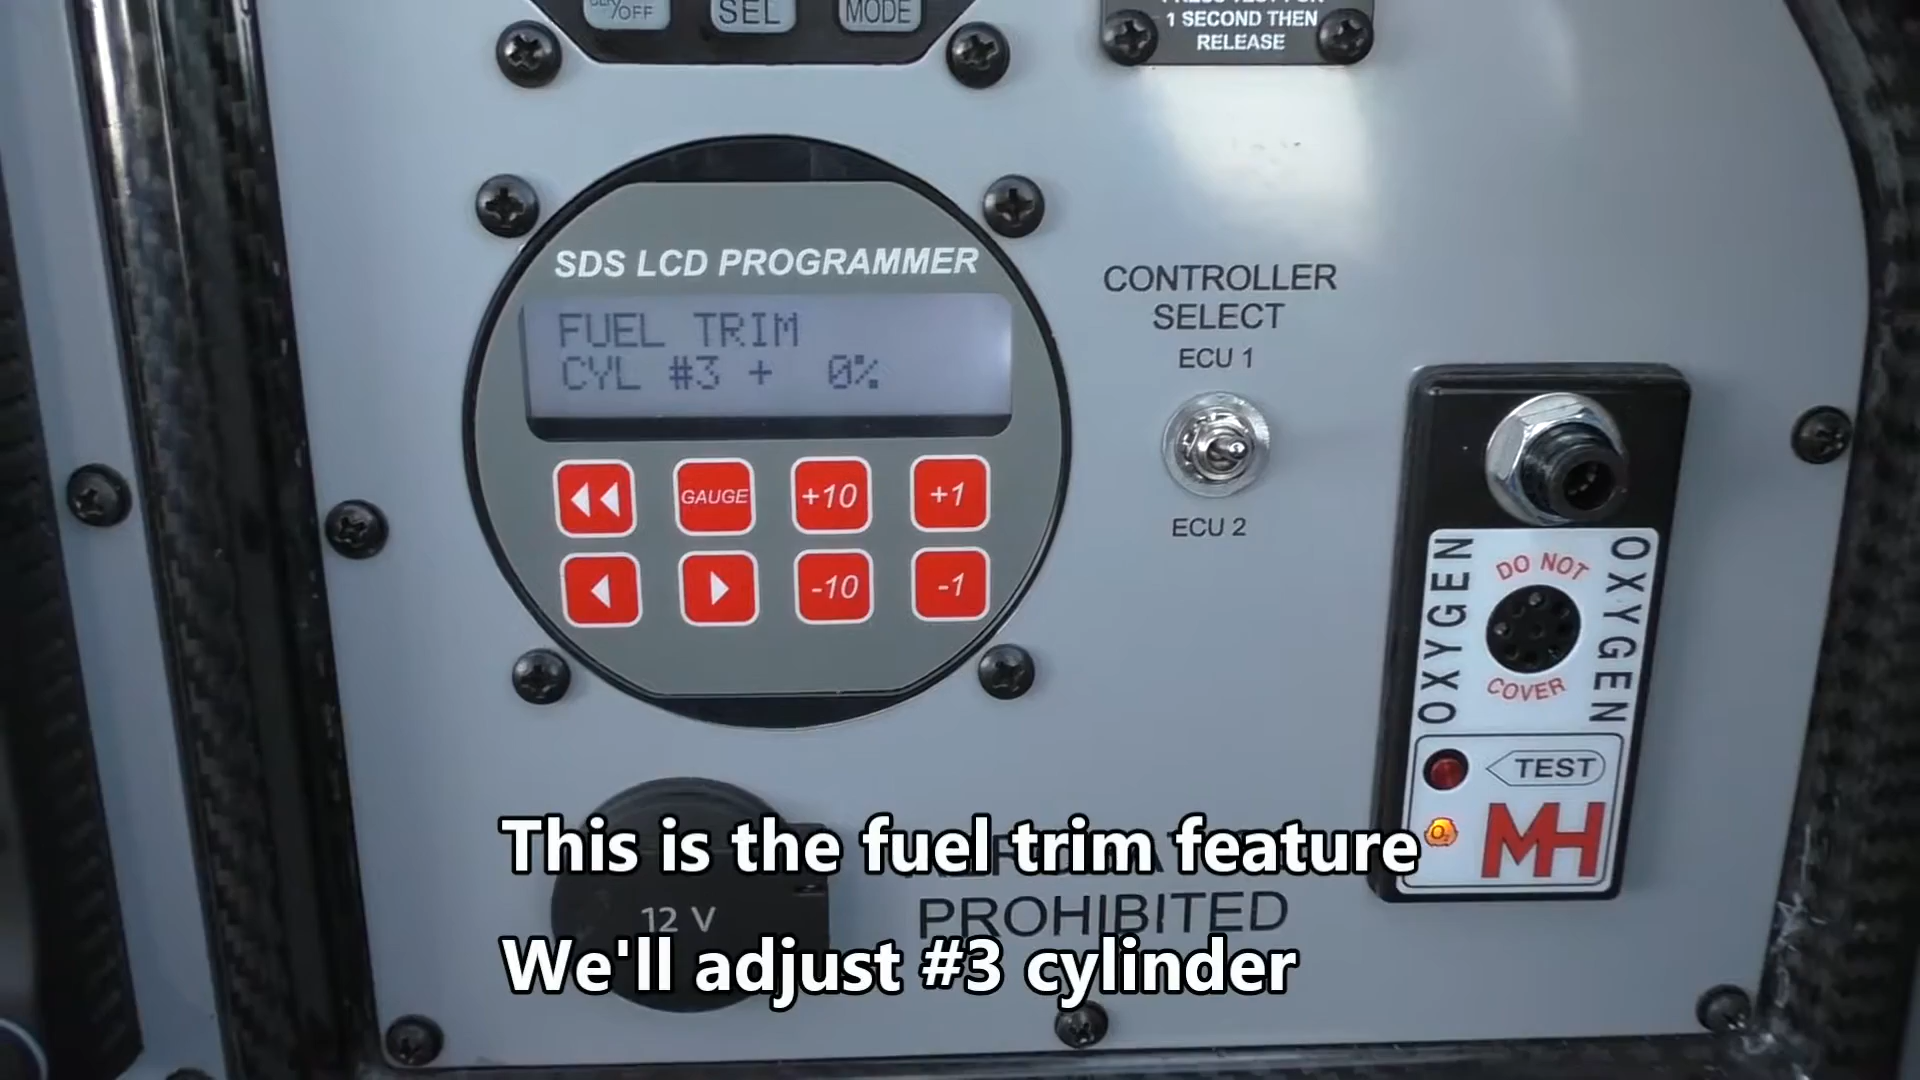 /OFF
SEL
MODE
1 SECOND THEN
RELEASE
SDS LCD PROGRAMMER
FUEL TRIM
CYL #3 + 0%
GAUGE
+10
+1
-10
-1
CONTROLLER
SELECT
ECU 1
ECU 2
OXYGEN
DO NOT
COVER
OXYGEN
TEST
O₂
MH
This is the fuel trim feature
12 V
PROHIBITED
We'll adjust #3 cylinder